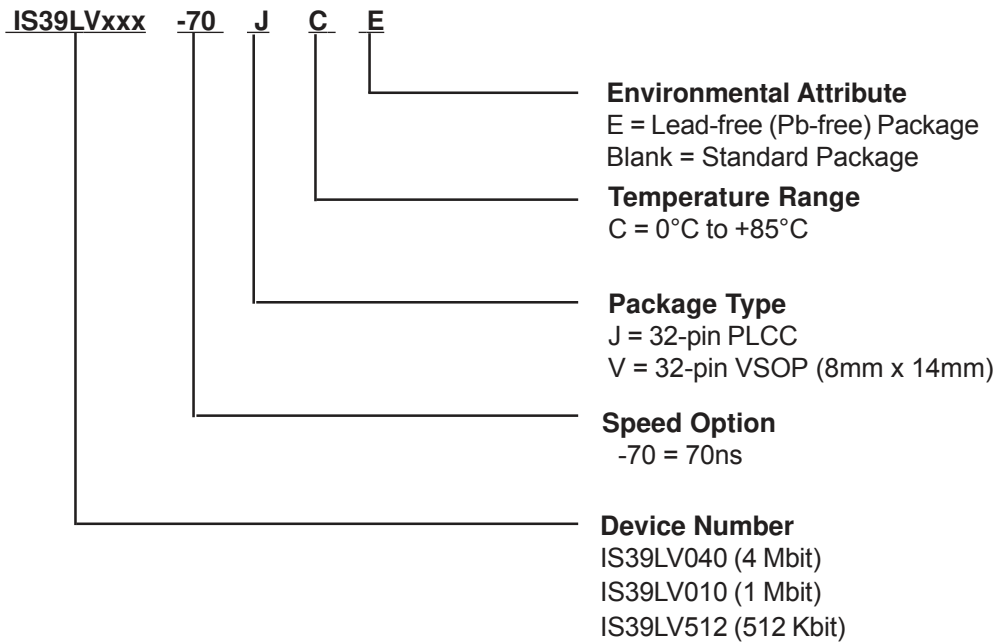 IS39LVxxx -70 J C E
Environmental Attribute
E = Lead-free (Pb-free) Package
Blank = Standard Package
Temperature Range
C = 0°C to +85°C
Package Type
J = 32-pin PLCC
V = 32-pin VSOP (8mm x 14mm)
Speed Option
-70 = 70ns
Device Number
IS39LV040 (4 Mbit)
IS39LV010 (1 Mbit)
IS39LV512 (512 Kbit)